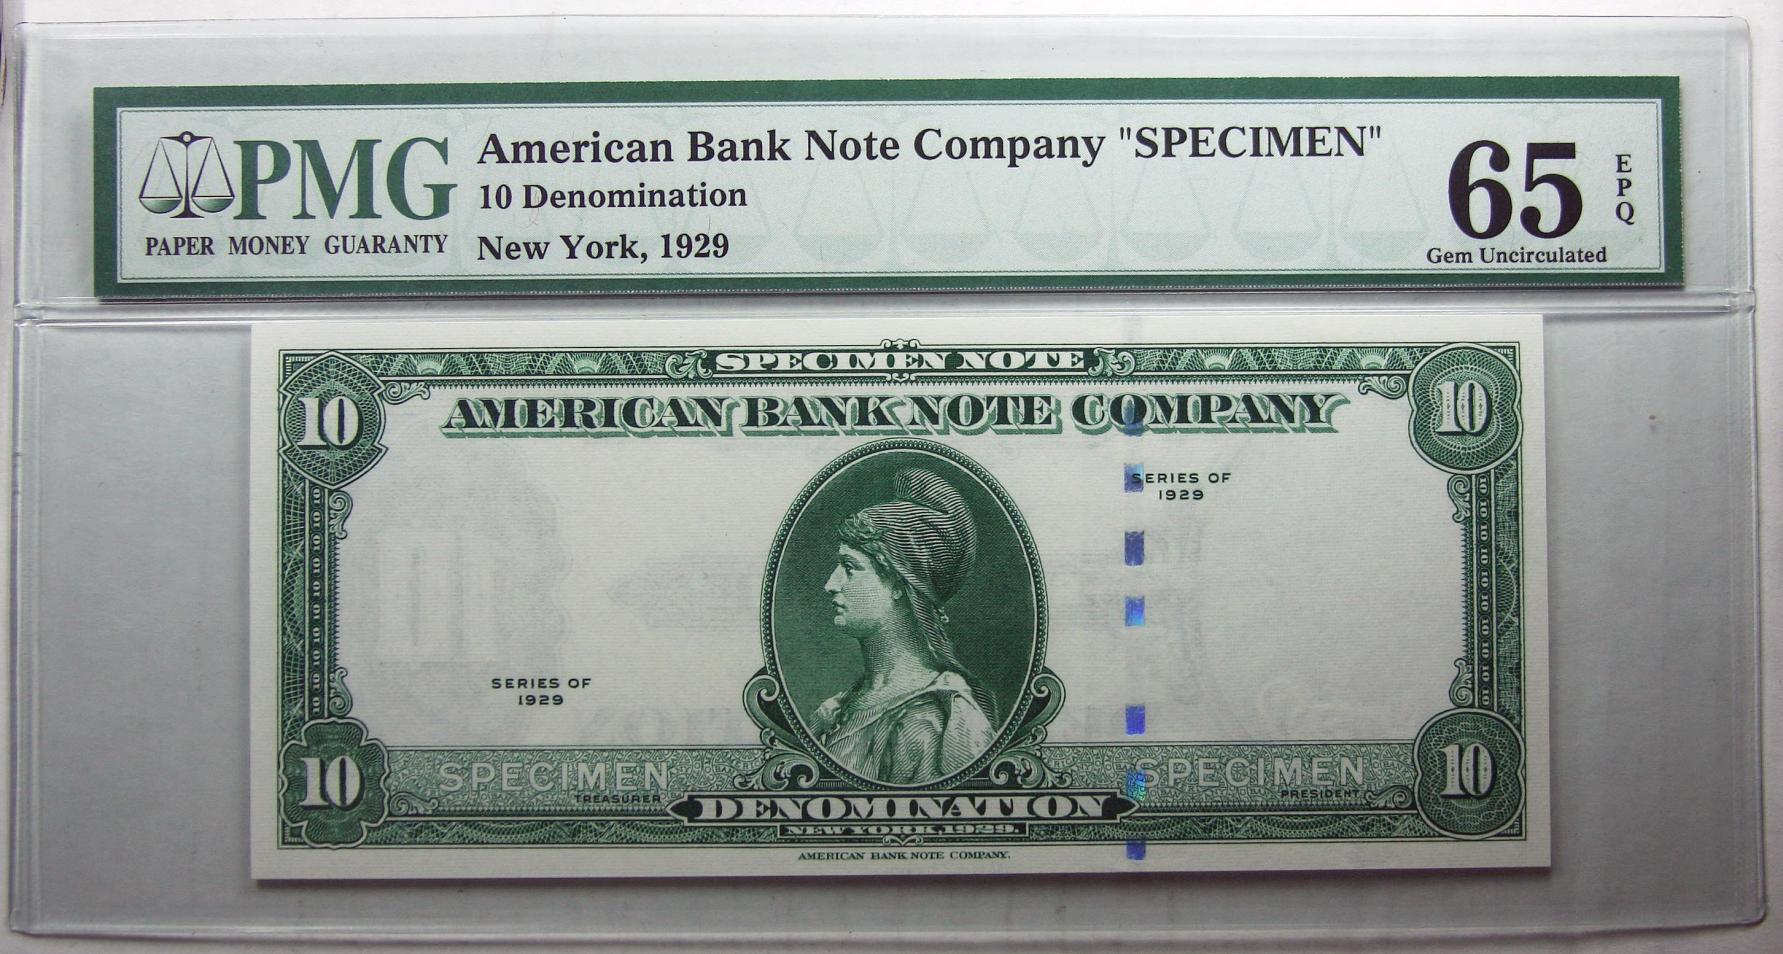 PMG
PAPER MONEY GUARANTY
American Bank Note Company "SPECIMEN"
10 Denomination
New York, 1929
65
EPQ
Gem Uncirculated
SPECIMEN NOTE
10
10
AMERICAN BANK NOTE COMPANY
SERIES OF
1929
SERIES OF
1929
10
SPECIMEN
TREASURER
SPECIMEN
PRESIDENT
10
DENOMINATION
NEW YORK, 1929.
AMERICAN BANK NOTE COMPANY.